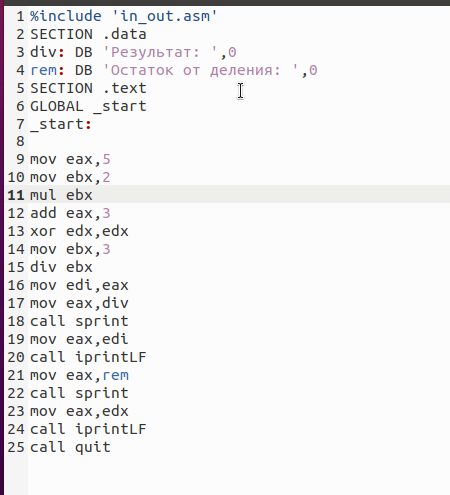 1 %include 'in_out.asm'
2 SECTION .data
3 div: DB 'Результат: ',0
4 rem: DB 'Остаток от деления: ',0
5 SECTION .text
6 GLOBAL _start
7 _start:
8
9 mov eax,5
10 mov ebx,2
11 mul ebx
12 add eax,3
13 xor edx,edx
14 mov ebx,3
15 div ebx
16 mov edi,eax
17 mov eax,div
18 call sprint
19 mov eax,edi
20 call iprintLF
21 mov eax,rem
22 call sprint
23 mov eax,edx
24 call iprintLF
25 call quit